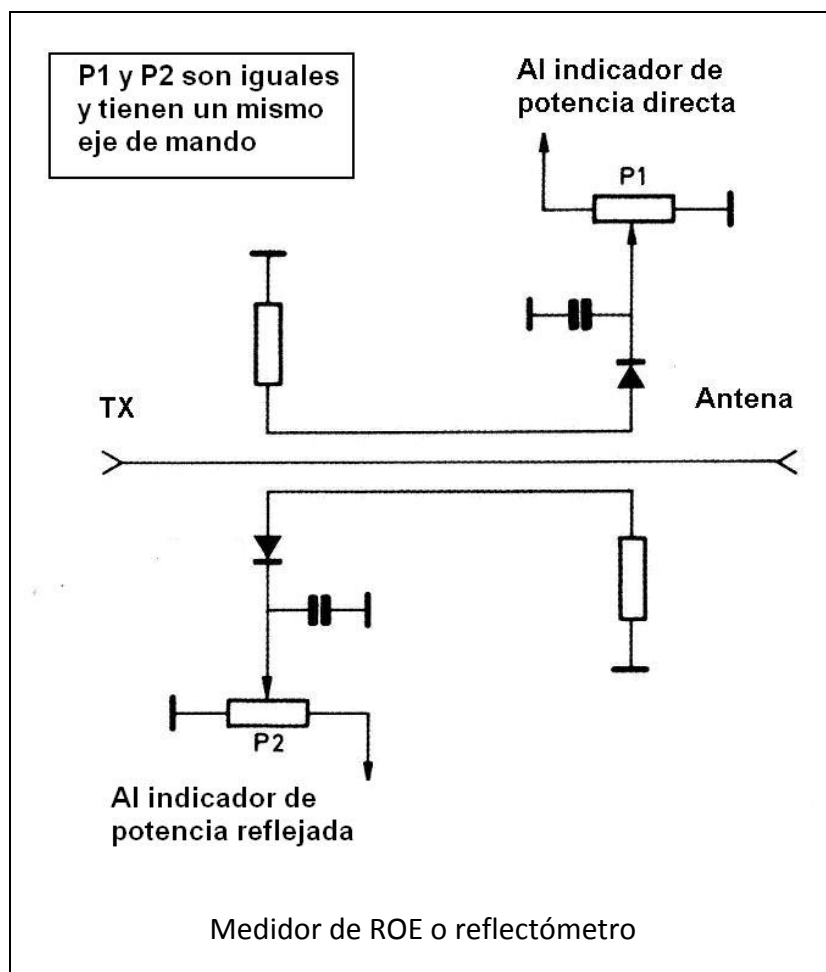 P1 y P2 son iguales
y tienen un mismo
eje de mando
Al indicador de
potencia directa
P1
TX
Antena
P2
Al indicador de
potencia reflejada
Medidor de ROE o reflectómetro